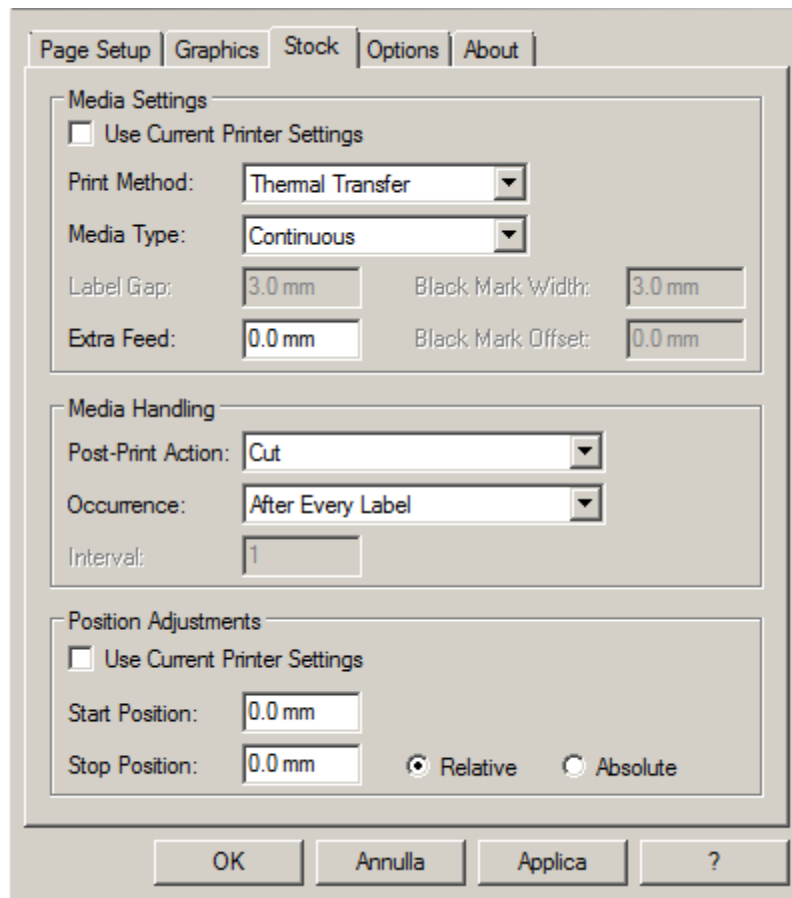 Page Setup Graphics Stock Options About
Media Settings
Use Current Printer Settings
Print Method: Thermal Transfer
Media Type: Continuous
Label Gap: 3.0 mm Black Mark Width: 3.0 mm
Extra Feed: 0.0 mm Black Mark Offset: 0.0 mm
Media Handling
Post-Print Action: Cut
Occurrence: After Every Label
Interval: 1
Position Adjustments
Use Current Printer Settings
Start Position: 0.0 mm
Stop Position: 0.0 mm Relative Absolute
OK Annulla Applica ?